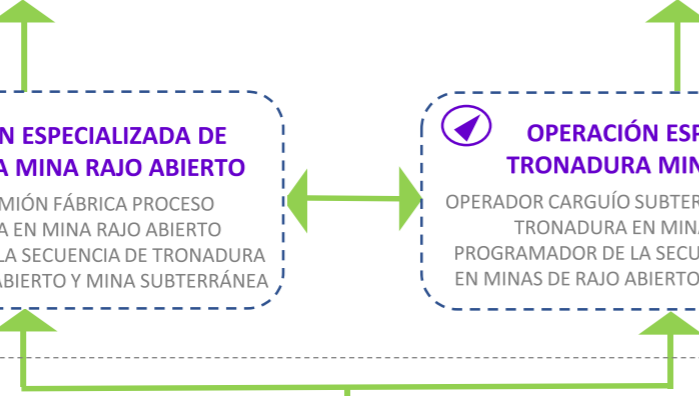 N ESPECIALIZADA DE
A MINA RAJO ABIERTO
MIÓN FÁBRICA PROCESO
A EN MINA RAJO ABIERTO
LA SECUENCIA DE TRONADURA
ABIERTO Y MINA SUBTERRÁNEA
OPERACIÓN ESP
TRONADURA MIN
OPERADOR CARGUÍO SUBTER
TRONADURA EN MINA
PROGRAMADOR DE LA SECU
EN MINAS DE RAJO ABIERTO